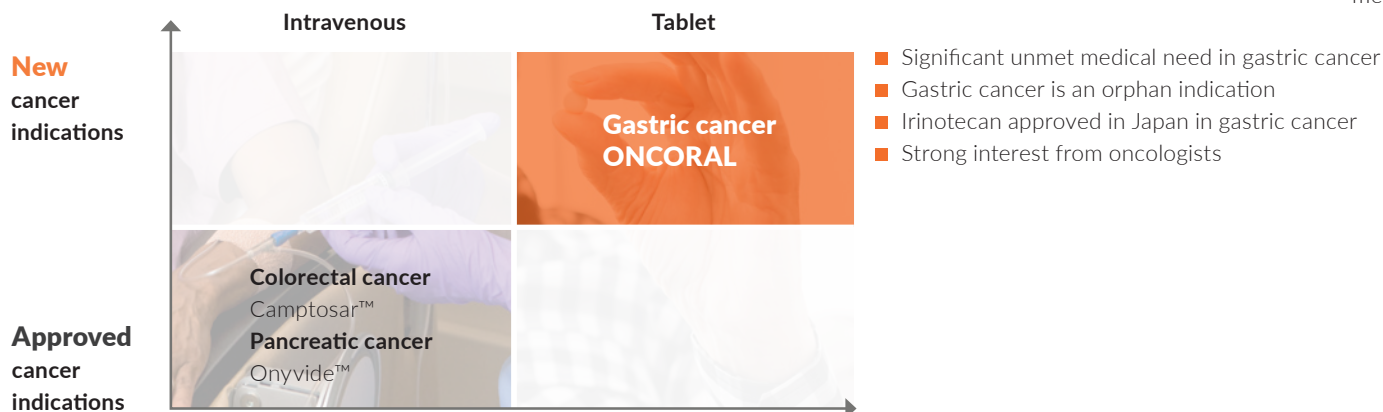 Intravenous
Tablet
New
cancer
indications
Gastric cancer
ONCORAL
Significant unmet medical need in gastric cancer
Gastric cancer is an orphan indication
Irinotecan approved in Japan in gastric cancer
Strong interest from oncologists
Approved
cancer
indications
Colorectal cancer
Camptosar™
Pancreatic cancer
Onyvide™